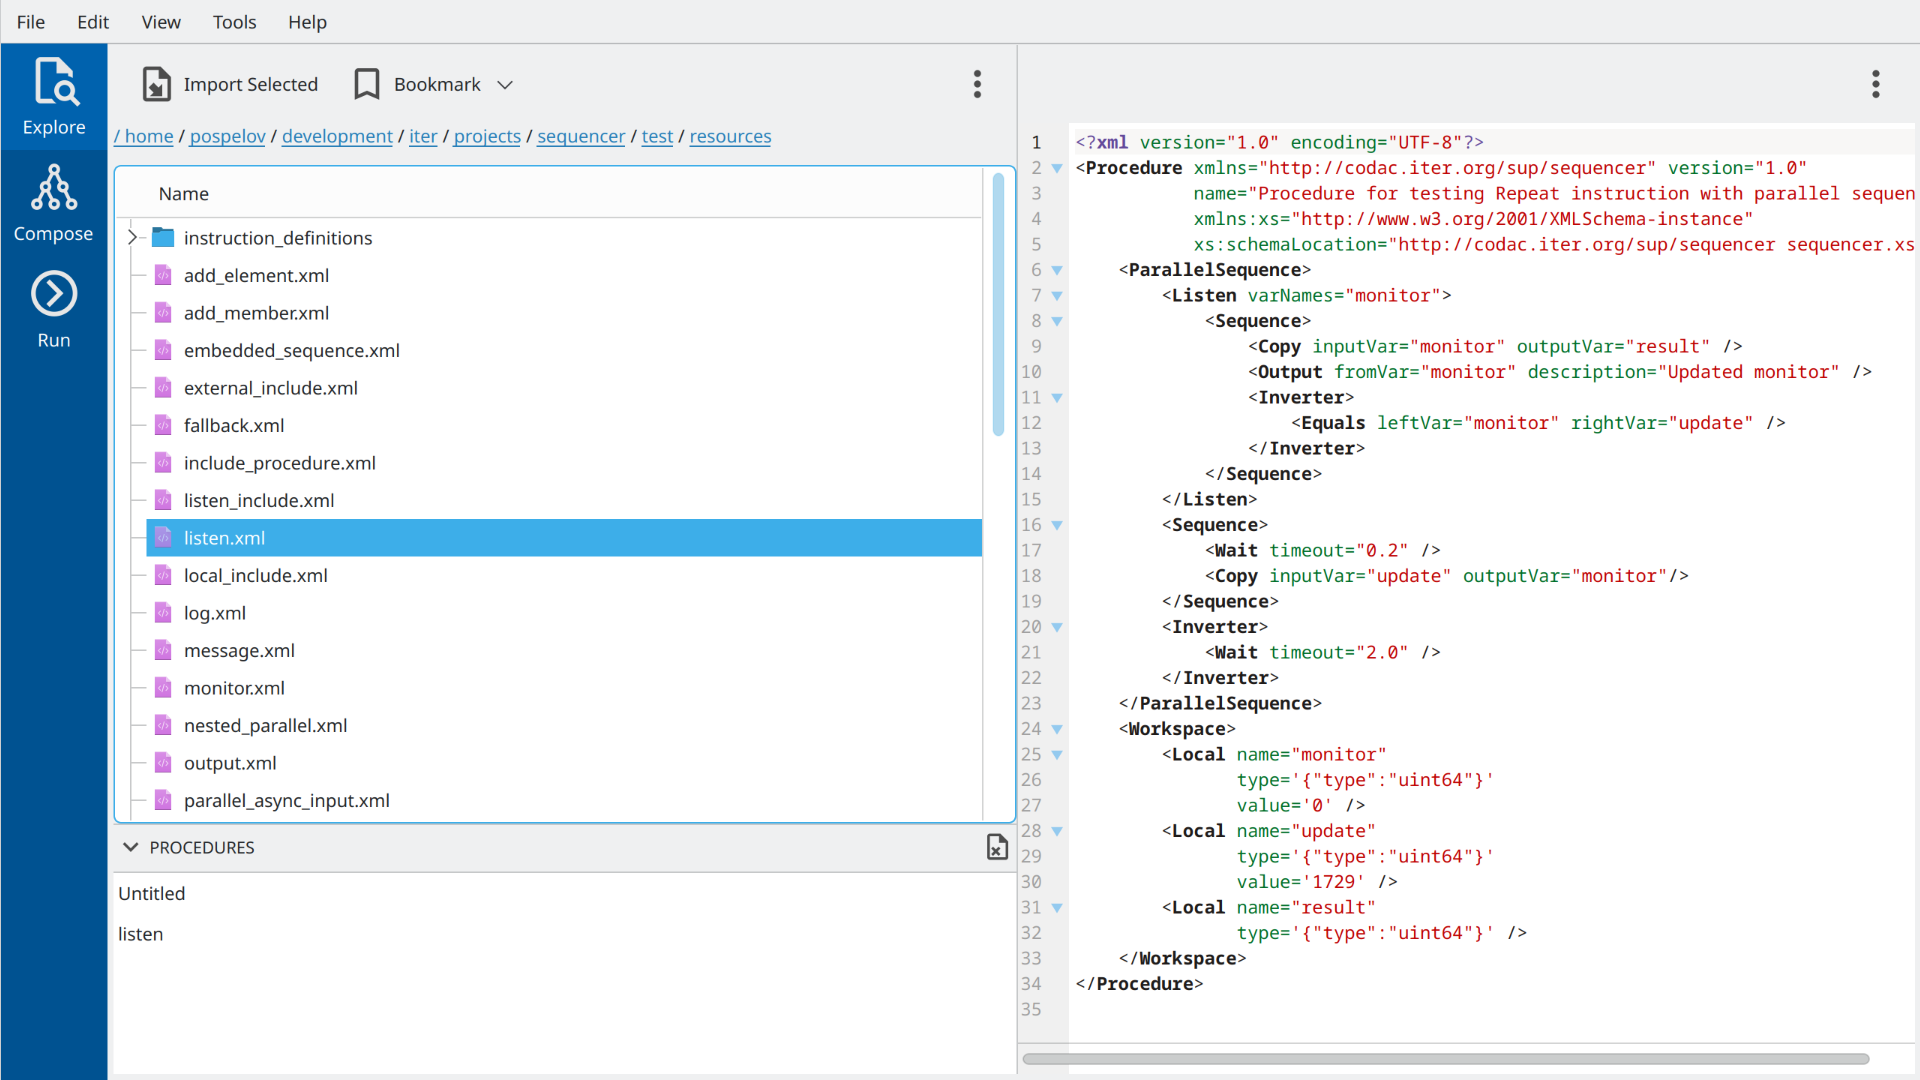 File Edit View Tools Help
Explore
Compose
Run
Import Selected Bookmark
/ home / pospelov / development / iter / projects / sequencer / test / resources
Name
instruction_definitions
add_element.xml
add_member.xml
embedded_sequence.xml
external_include.xml
fallback.xml
include_procedure.xml
listen_include.xml
listen.xml
local_include.xml
log.xml
message.xml
monitor.xml
nested_parallel.xml
output.xml
parallel_async_input.xml
PROCEDURES
Untitled
listen
1 <?xml version="1.0" encoding="UTF-8"?>
2 <Procedure xmlns="http://codac.iter.org/sup/sequencer" version="1.0"
3 name="Procedure for testing Repeat instruction with parallel sequen
4 xmlns:xs="http://www.w3.org/2001/XMLSchema-instance"
5 xs:schemaLocation="http://codac.iter.org/sup/sequencer sequencer.xs
6 <ParallelSequence>
7 <Listen varNames="monitor">
8 <Sequence>
9 <Copy inputVar="monitor" outputVar="result" />
10 <Output fromVar="monitor" description="Updated monitor" />
11 <Inverter>
12 <Equals leftVar="monitor" rightVar="update" />
13 </Inverter>
14 </Sequence>
15 </Listen>
16 <Sequence>
17 <Wait timeout="0.2" />
18 <Copy inputVar="update" outputVar="monitor"/>
19 </Sequence>
20 <Inverter>
21 <Wait timeout="2.0" />
22 </Inverter>
23 </ParallelSequence>
24 <Workspace>
25 <Local name="monitor"
26 type='{"type":"uint64"}'
27 value='0' />
28 <Local name="update"
29 type='{"type":"uint64"}'
30 value='1729' />
31 <Local name="result"
32 type='{"type":"uint64"}' />
33 </Workspace>
34 </Procedure>
35